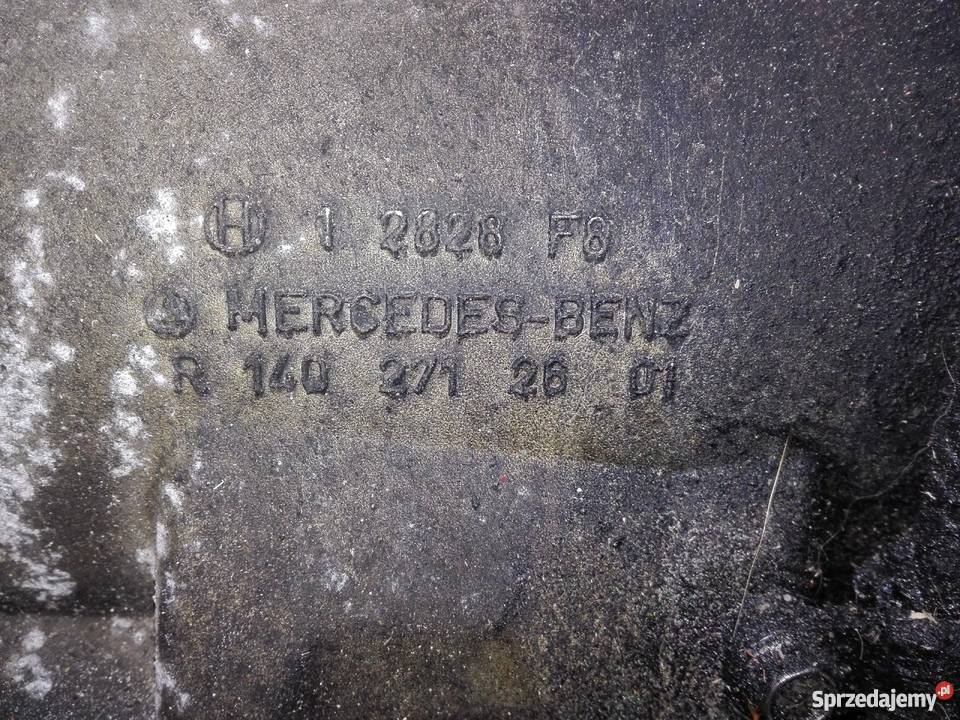 H 1 2828 F8
MERCEDES-BENZ
R 140 271 26 01
Sprzedajemy.pl